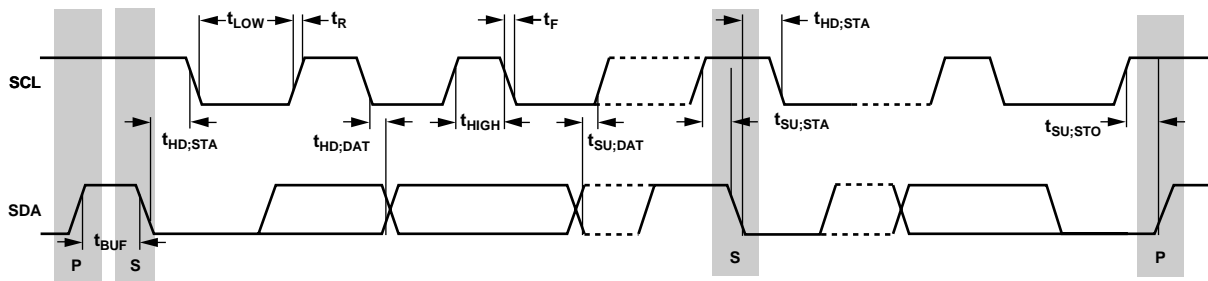 tLOW
tR
tF
tHD;STA
SCL
tHD;STA
tHD;DAT
tHIGH
tSU;DAT
tSU;STA
tSU;STO
SDA
tBUF
P
S
S
P